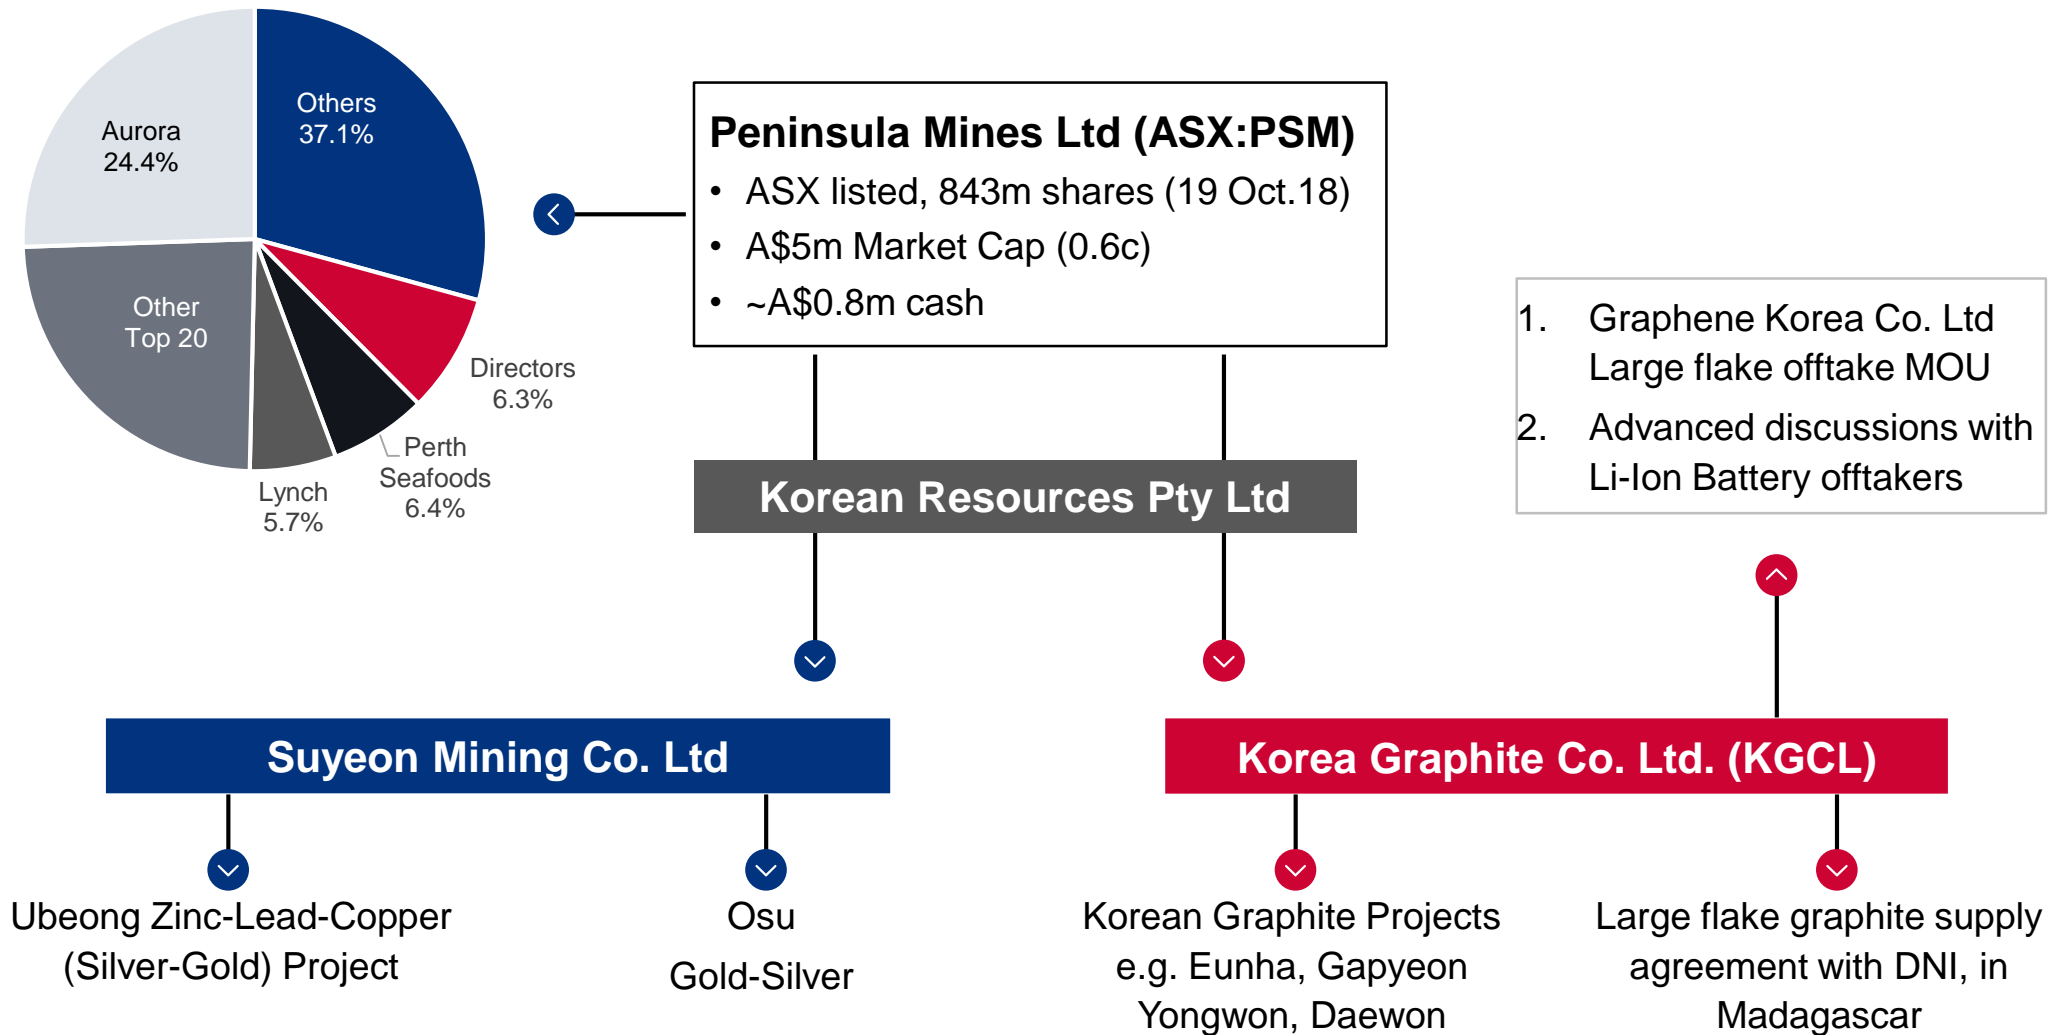 Others
37.1%
Aurora
24.4%
Other
Top 20
Directors
6.3%
Perth
Seafoods
6.4%
Lynch
5.7%
Peninsula Mines Ltd (ASX:PSM)
• ASX listed, 843m shares (19 Oct.18)
• A$5m Market Cap (0.6c)
• ~A$0.8m cash
Korean Resources Pty Ltd
1. Graphene Korea Co. Ltd
Large flake offtake MOU
2. Advanced discussions with
Li-Ion Battery offtakers
Suyeon Mining Co. Ltd
Korea Graphite Co. Ltd. (KGCL)
Ubeong Zinc-Lead-Copper
(Silver-Gold) Project
Osu
Gold-Silver
Korean Graphite Projects
e.g. Eunha, Gapyeon
Yongwon, Daewon
Large flake graphite supply
agreement with DNI, in
Madagascar